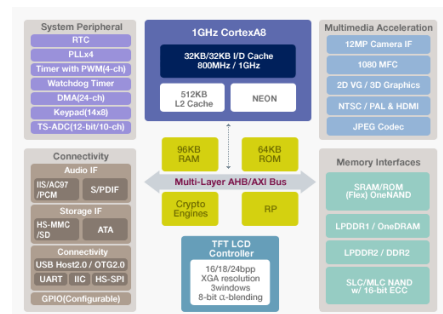 System Peripheral
RTC
PLLx4
Timer with PWM(4-ch)
Watchdog Timer
DMA(24-ch)
Keypad(14x8)
TS-ADC(12-bit/10-ch)
Connectivity
Audio IF
IIS/AC97
/PCM
S/PDIF
Storage IF
HS-MMC
/SD
ATA
Connectivity
USB Host2.0 / OTG2.0
UART
IIC
HS-SPI
GPIO(Configurable)
1GHz CortexA8
32KB/32KB I/D Cache
800MHz / 1GHz
512KB
L2 Cache
NEON
96KB
RAM
64KB
ROM
Multi-Layer AHB/AXI Bus
Crypto
Engines
RP
TFT LCD
Controller
16/18/24bpp
XGA resolution
3windows
8-bit α-blending
Multimedia Acceleration
12MP Camera IF
1080 MFC
2D VG / 3D Graphics
NTSC / PAL & HDMI
JPEG Codec
Memory Interfaces
SRAM/ROM
(Flex) OneNAND
LPDDR1 / OneDRAM
LPDDR2 / DDR2
SLC/MLC NAND
w/ 16-bit ECC